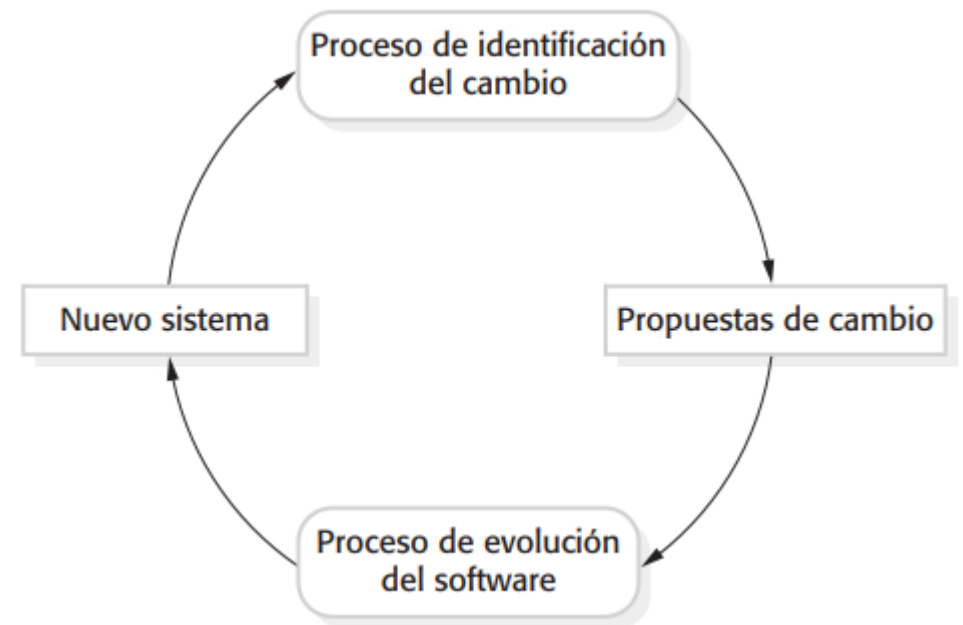 Proceso de identificación
del cambio
Nuevo sistema
Propuestas de cambio
Proceso de evolución
del software